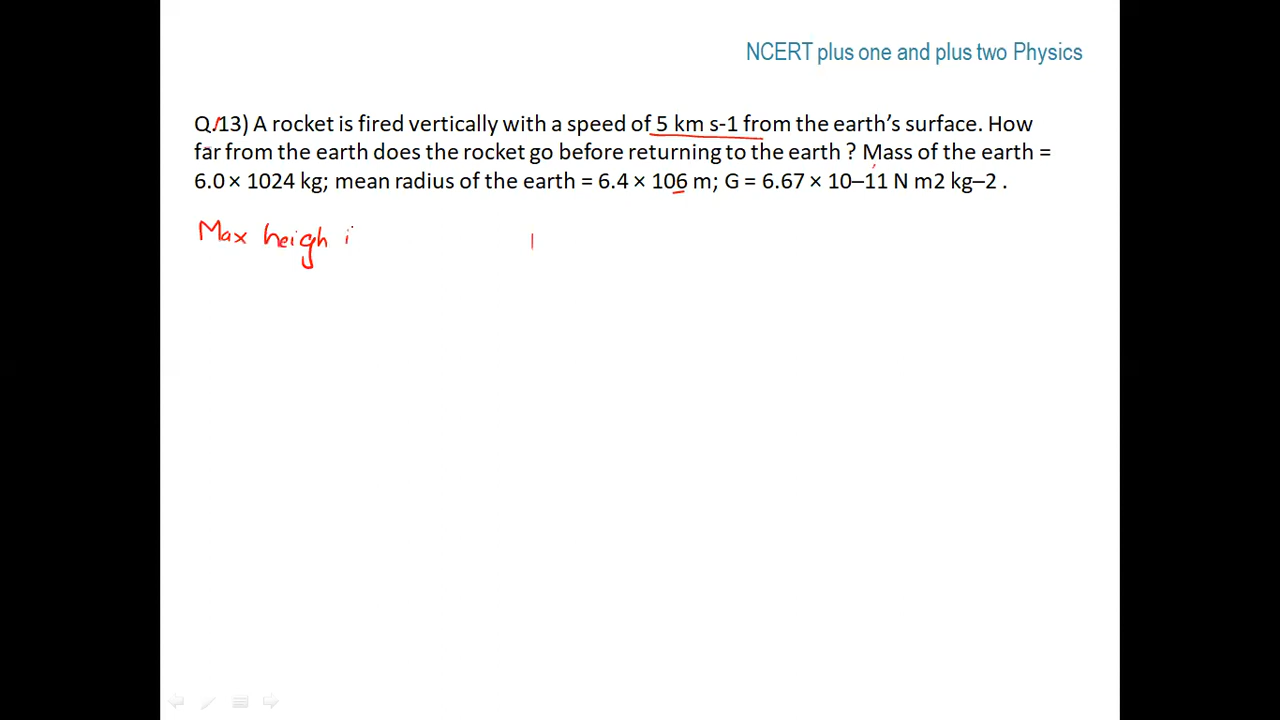 NCERT plus one and plus two Physics
Q.13) A rocket is fired vertically with a speed of 5 km s-1 from the earth’s surface. How
far from the earth does the rocket go before returning to the earth ? Mass of the earth =
6.0 × 1024 kg; mean radius of the earth = 6.4 × 106 m; G = 6.67 × 10–11 N m2 kg–2 .
Max heigh i